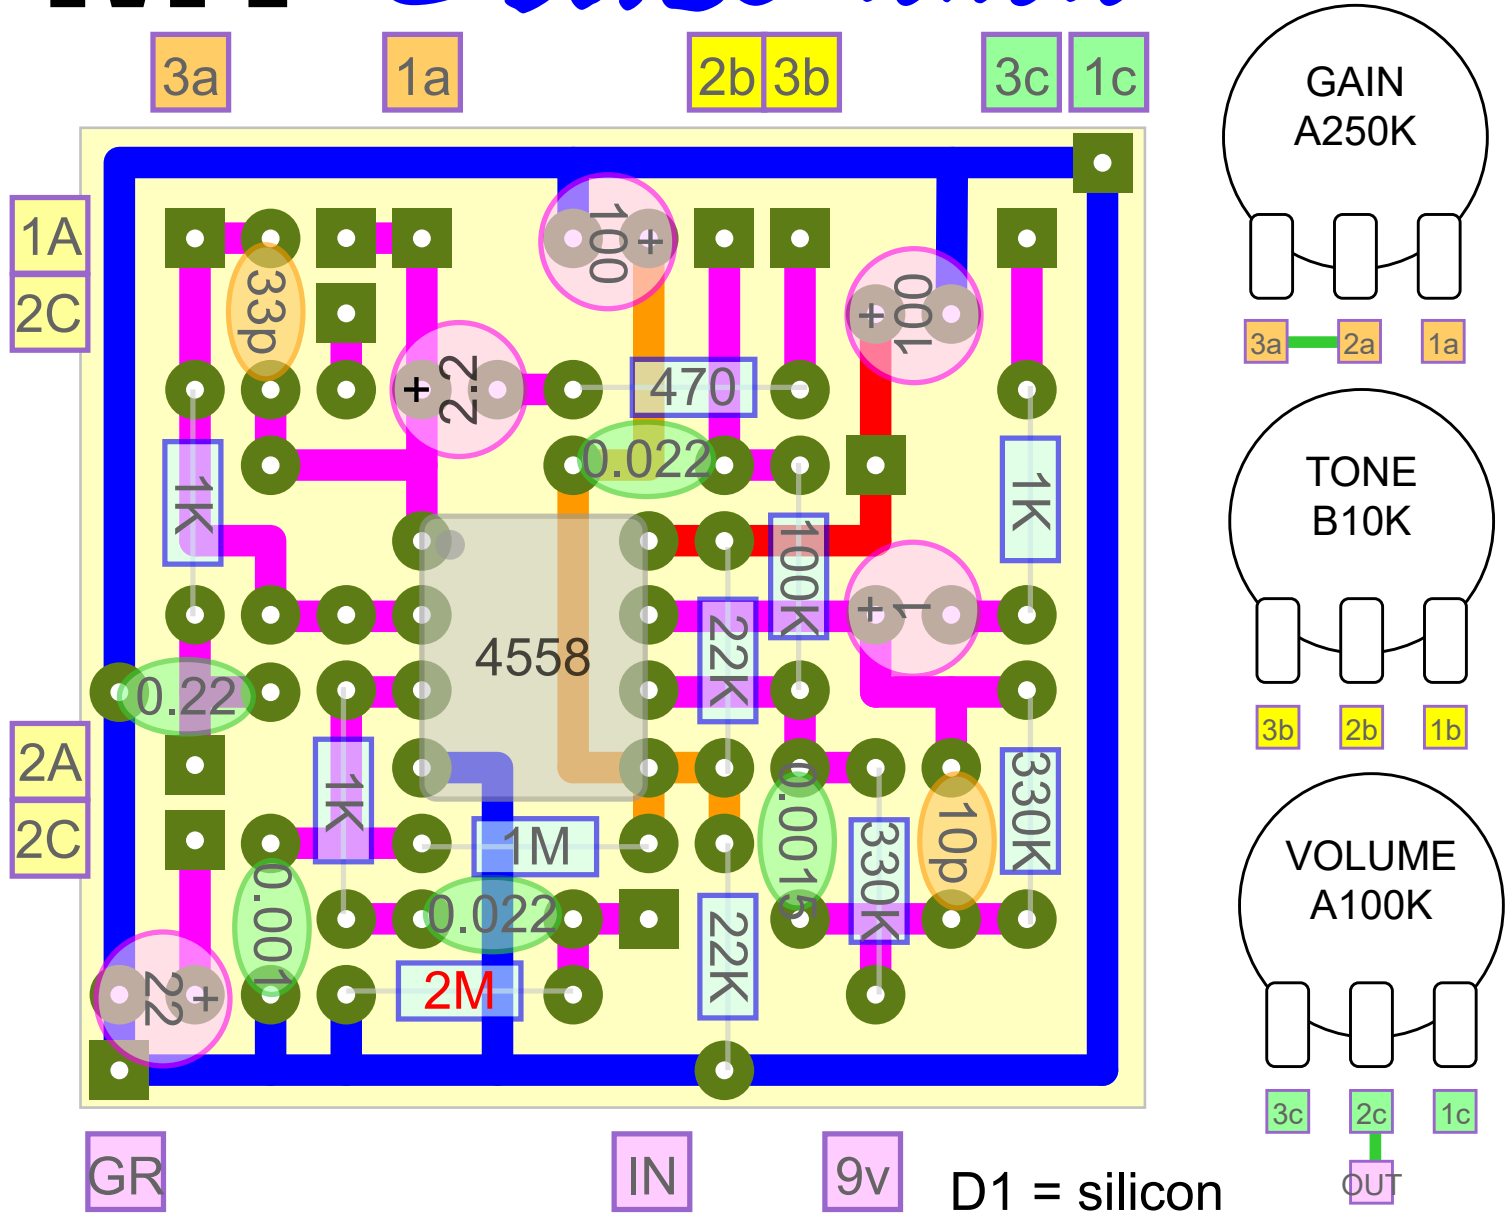 3a 1a 2b 3b 3c 1c
GAIN
A250K
1A
2C
33p
100
+
100
+
3a 2a 1a
+
2.2
470
0.022
1K
1K
TONE
B10K
100K
+
1
22K
4558
0.22
3b 2b 1b
2A
2C
1K
1M
0.0015
330K
10p
330K
VOLUME
A100K
0.001
0.022
22K
22
+
2M
3c 2c 1c
GR
IN
9v
OUT
D1 = silicon